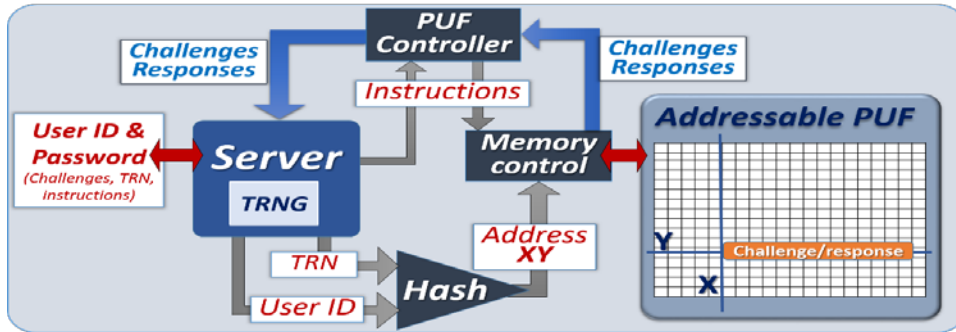 PUF
Controller
Challenges
Responses
Challenges
Responses
Instructions
User ID &
Password
(Challenges, TRN,
instructions)
Server
TRNG
Memory
control
Addressable PUF
Y
X
Challenge/response
TRN
User ID
Hash
Address
XY